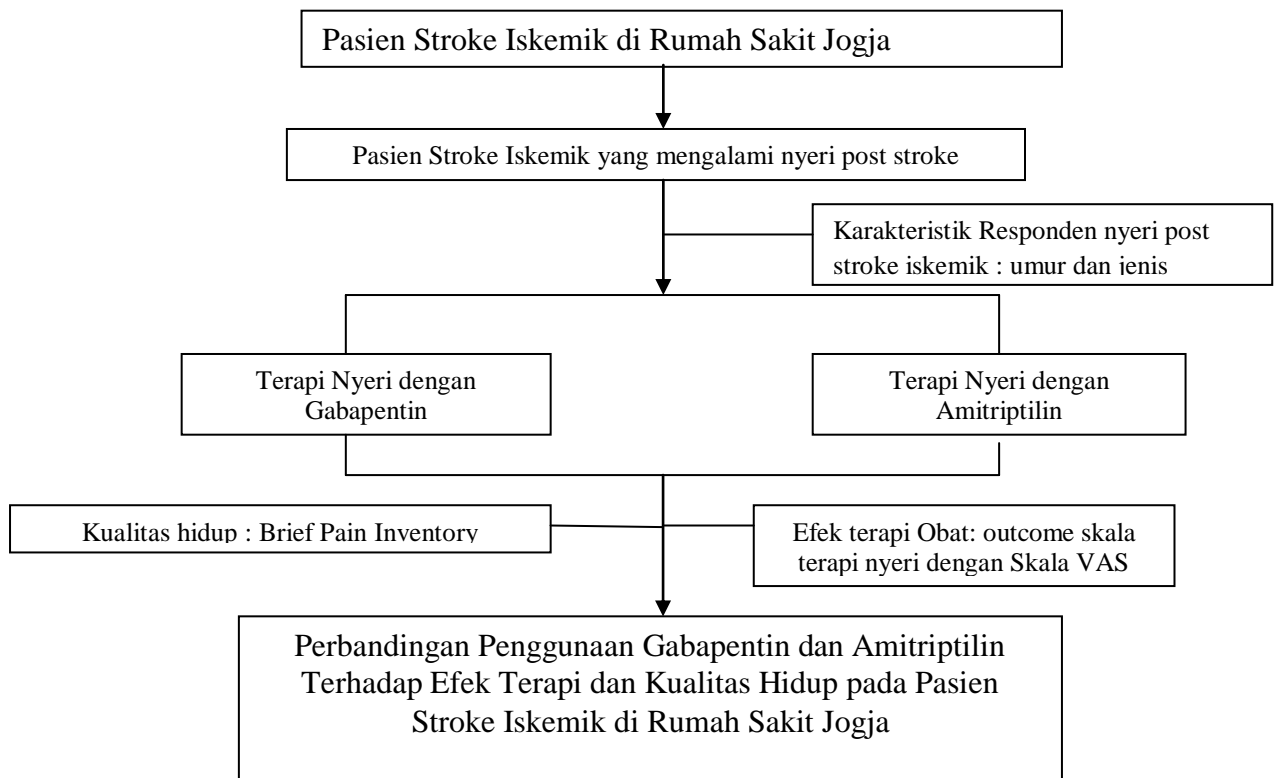 Pasien Stroke Iskemik di Rumah Sakit Jogja
Pasien Stroke Iskemik yang mengalami nyeri post stroke
Karakteristik Responden nyeri post
stroke iskemik : umur dan jenis
Terapi Nyeri dengan
Gabapentin
Terapi Nyeri dengan
Amitriptilin
Kualitas hidup : Brief Pain Inventory
Efek terapi Obat: outcome skala
terapi nyeri dengan Skala VAS
Perbandingan Penggunaan Gabapentin dan Amitriptilin
Terhadap Efek Terapi dan Kualitas Hidup pada Pasien
Stroke Iskemik di Rumah Sakit Jogja